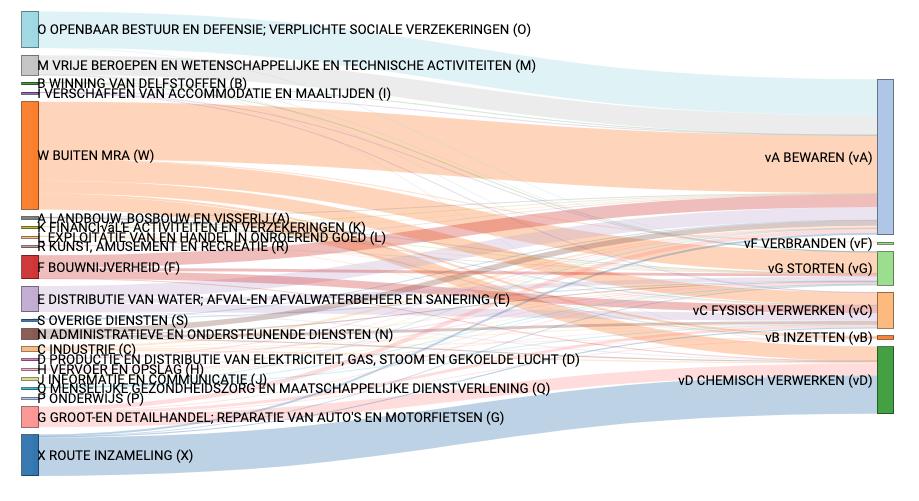 O OPENBAAR BESTUUR EN DEFENSIE; VERPLICHTE SOCIALE VERZEKERINGEN (O)
M VRIJE BEROEPEN EN WETENSCHAPPELIJKE EN TECHNISCHE ACTIVITEITEN (M)
B WINNING VAN DELFSTOFFEN (B)
I VERSCHAFFEN VAN ACCOMMODATIE EN MAALTIJDEN (I)
W BUITEN MRA (W)
A LANDBOUW, BOSBOUW EN VISSERIJ (A)
K FINANCIVaLE ACTIVITEITEN EN VERZEKERINGEN (K)
L EXPLOITATIE VAN EN HANDEL IN ONROEREND GOED (L)
R KUNST, AMUSEMENT EN RECREATIE (R)
F BOUWNIJVERHEID (F)
E DISTRIBUTIE VAN WATER; AFVAL-EN AFVALWATERBEHEER EN SANERING (E)
S OVERIGE DIENSTEN (S)
N ADMINISTRATIEVE EN ONDERSTEUNENDE DIENSTEN (N)
C INDUSTRIE (C)
D PRODUCTIE EN DISTRIBUTIE VAN ELEKTRICITEIT, GAS, STOOM EN GEKOELDE LUCHT (D)
H VERVOER EN OPSLAG (H)
J INFORMATIE EN COMMUNICATIE (J)
Q MENSELIJKE GEZONDHEIDSZORG EN MAATSCHAPPELIJKE DIENSTVERLENING (Q)
P ONDERWIJS (P)
G GROOT-EN DETAILHANDEL; REPARATIE VAN AUTO'S EN MOTORFIETSEN (G)
X ROUTE INZAMELING (X)
vA BEWAREN (vA)
vF VERBRANDEN (vF)
vG STORTEN (vG)
vC FYSISCH VERWERKEN (vC)
vB INZETTEN (vB)
vD CHEMISCH VERWERKEN (vD)